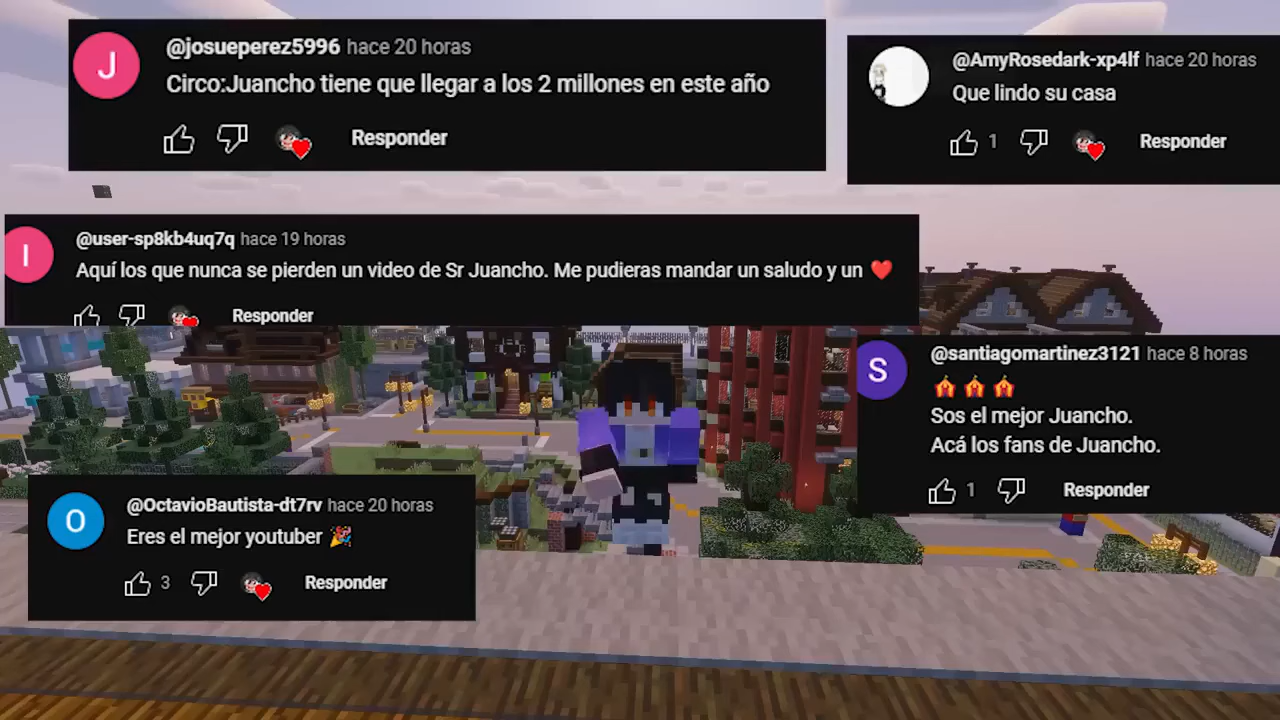 @josueperez5996 hace 20 horas
Circo:Juancho tiene que llegar a los 2 millones en este año
Responder
@AmyRosedark-xp4lf hace 20 horas
Que lindo su casa
1 Responder
@user-sp8kb4uq7q hace 19 horas
Aquí los que nunca se pierden un video de Sr Juancho. Me pudieras mandar un saludo y un ❤️
Responder
@santiagomartinez3121 hace 8 horas
🎪🎪🎪
Sos el mejor Juancho.
Acá los fans de Juancho.
1 Responder
@OctavioBautista-dt7rv hace 20 horas
Eres el mejor youtuber 🎉
3 Responder
J
I
S
O